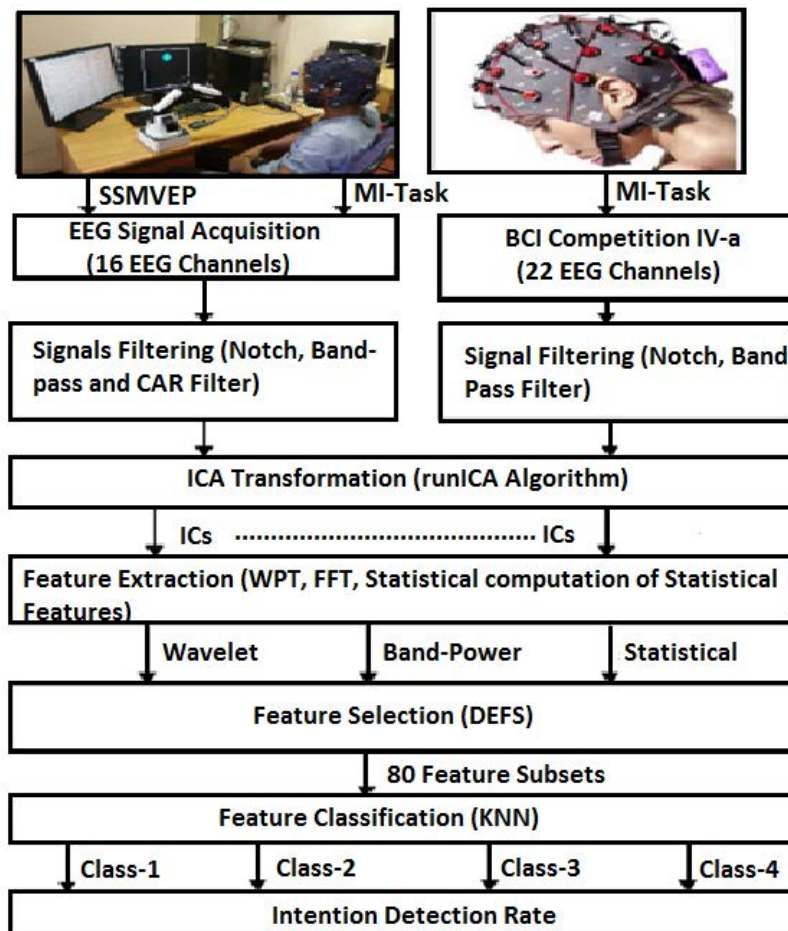 SSMVEP
MI-Task
MI-Task
EEG Signal Acquisition
(16 EEG Channels)
BCI Competition IV-a
(22 EEG Channels)
Signals Filtering (Notch, Band-
pass and CAR Filter)
Signal Filtering (Notch, Band
Pass Filter)
ICA Transformation (runICA Algorithm)
ICs ICs
Feature Extraction (WPT, FFT, Statistical computation of Statistical
Features)
Wavelet Band-Power Statistical
Feature Selection (DEFS)
80 Feature Subsets
Feature Classification (KNN)
Class-1 Class-2 Class-3 Class-4
Intention Detection Rate